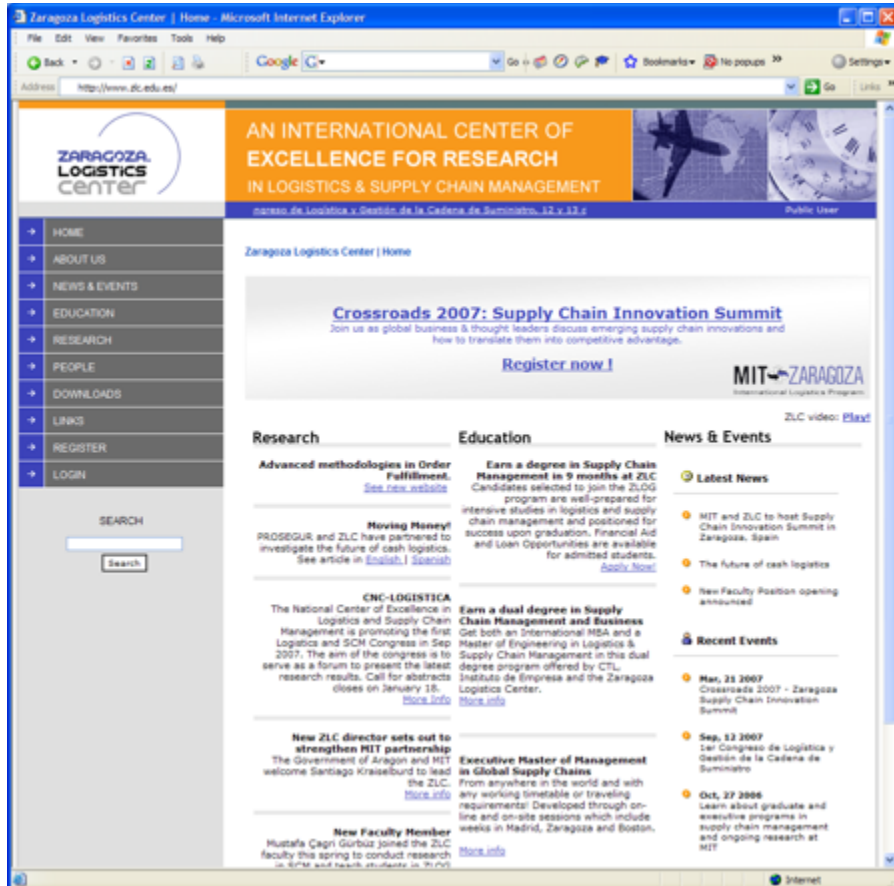 Zaragoza Logistics Center | Home - Microsoft Internet Explorer
File Edit View Favorites Tools Help
Back
Google G
Go
Bookmarks
No popups
Settings
Address http://www.zlc.edu.es/
Go Links
ZARAGOZA
LOGISTICS
CENTER
AN INTERNATIONAL CENTER OF
EXCELLENCE FOR RESEARCH
IN LOGISTICS & SUPPLY CHAIN MANAGEMENT
ngreso de Logística y Gestión de la Cadena de Suministro, 12 y 13 d
Public User
HOME
ABOUT US
NEWS & EVENTS
EDUCATION
RESEARCH
PEOPLE
DOWNLOADS
LINKS
REGISTER
LOGIN
SEARCH
Search
Zaragoza Logistics Center | Home
Crossroads 2007: Supply Chain Innovation Summit
Join us as global business & thought leaders discuss emerging supply chain innovations and
how to translate them into competitive advantage.
Register now !
MIT ZARAGOZA
International Logistics Program
ZLC video: Play!
Research
Advanced methodologies in Order
Fulfillment.
See new website
Moving Money!
PROSEGUR and ZLC have partnered to
investigate the future of cash logistics.
See article in English | Spanish
CNC-LOGISTICA
The National Center of Excellence in
Logistics and Supply Chain
Management is promoting the first
Logistics and SCM Congress in Sep
2007. The aim of the congress is to
serve as a forum to present the latest
research results. Call for abstracts
closes on January 18.
More Info
New ZLC director sets out to
strengthen MIT partnership
The Government of Aragon and MIT
welcome Santiago Kraiselburd to lead
the ZLC.
More info
New Faculty Member
Mustafa Çagri Gürbüz joined the ZLC
faculty this spring to conduct research
in SCM and teach students in ZLOG
Education
Earn a degree in Supply Chain
Management in 9 months at ZLC
Candidates selected to join the ZLOG
program are well-prepared for
intensive studies in logistics and supply
chain management and positioned for
success upon graduation. Financial Aid
and Loan Opportunities are available
for admitted students.
Apply Now!
Earn a dual degree in Supply
Chain Management and Business
Get both an International MBA and a
Master of Engineering in Logistics &
Supply Chain Management in this dual
degree program offered by CTL,
Instituto de Empresa and the Zaragoza
Logistics Center.
More info
Executive Master of Management
in Global Supply Chains
From anywhere in the world and with
any working timetable or traveling
requirements! Developed through on-
line and on-site sessions which include
weeks in Madrid, Zaragoza and Boston.
More info
News & Events
Latest News
MIT and ZLC to host Supply
Chain Innovation Summit in
Zaragoza, Spain
The future of cash logistics
New Faculty Position opening
announced
Recent Events
Mar, 21 2007
Crossroads 2007 - Zaragoza
Supply Chain Innovation
Summit
Sep, 12 2007
1er Congreso de Logística y
Gestión de la Cadena de
Suministro
Oct, 27 2006
Learn about graduate and
executive programs in
supply chain management
and ongoing research at
MIT
Internet